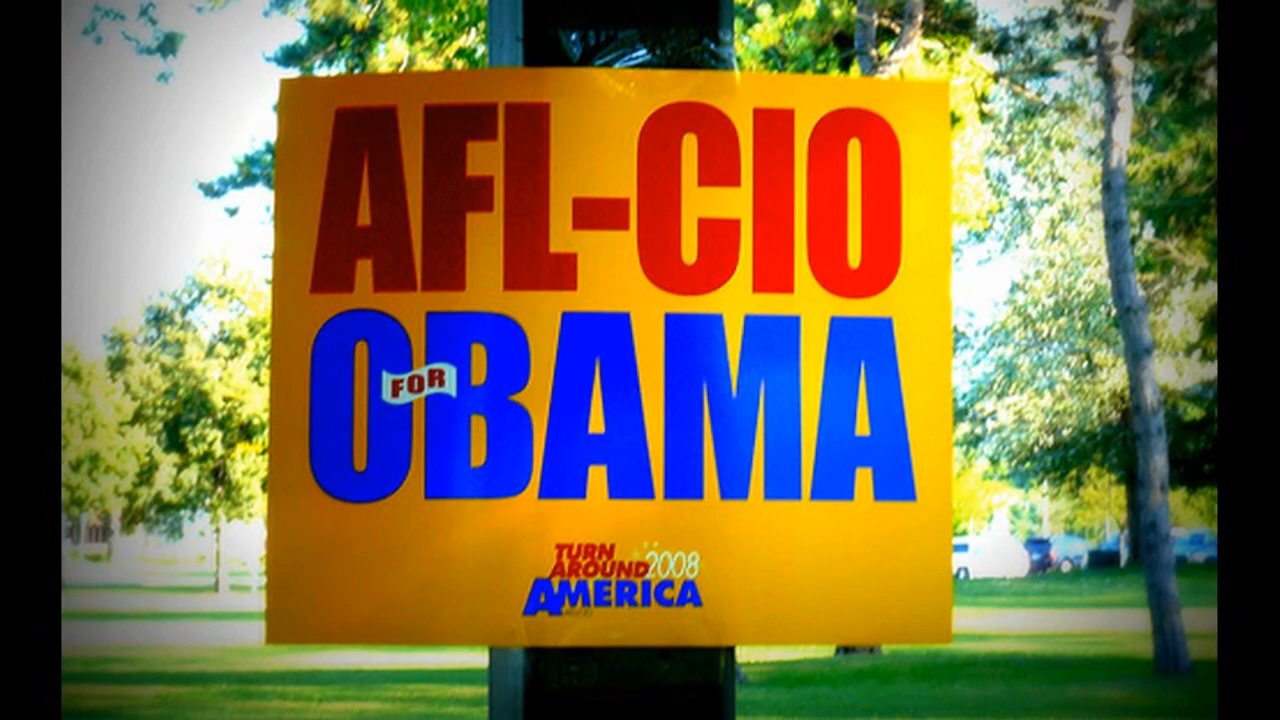 AFL-CIO
FOR
OBAMA
TURN
AROUND 2008
AMERICA